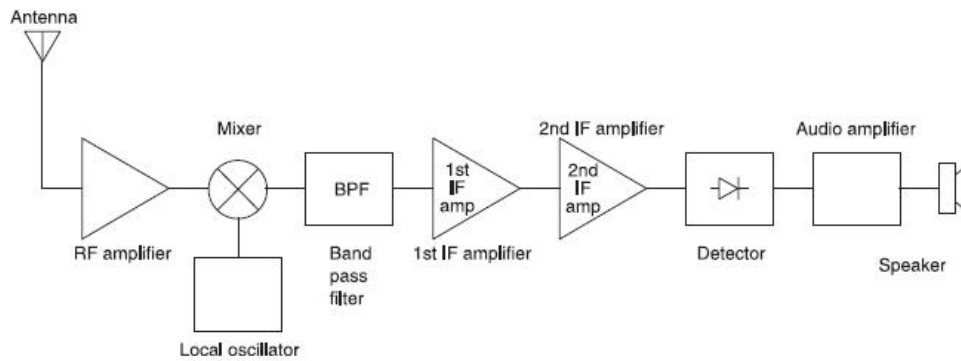 Antenna
Mixer
2nd IF amplifier
Audio amplifier
BPF
1st
IF
amp
2nd
IF
amp
RF amplifier
Band
pass
filter
1st IF amplifier
Detector
Speaker
Local oscillator